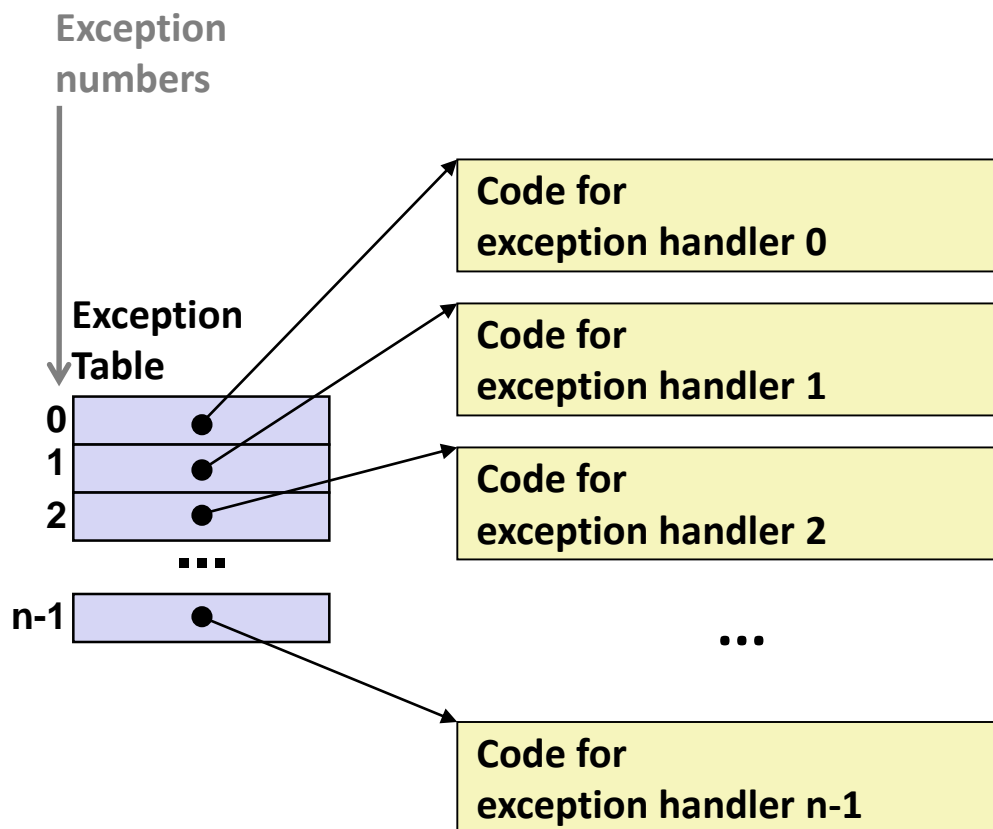 Exception
numbers
Exception
Table
0
1
2
...
n-1
Code for
exception handler 0
Code for
exception handler 1
Code for
exception handler 2
...
Code for
exception handler n-1